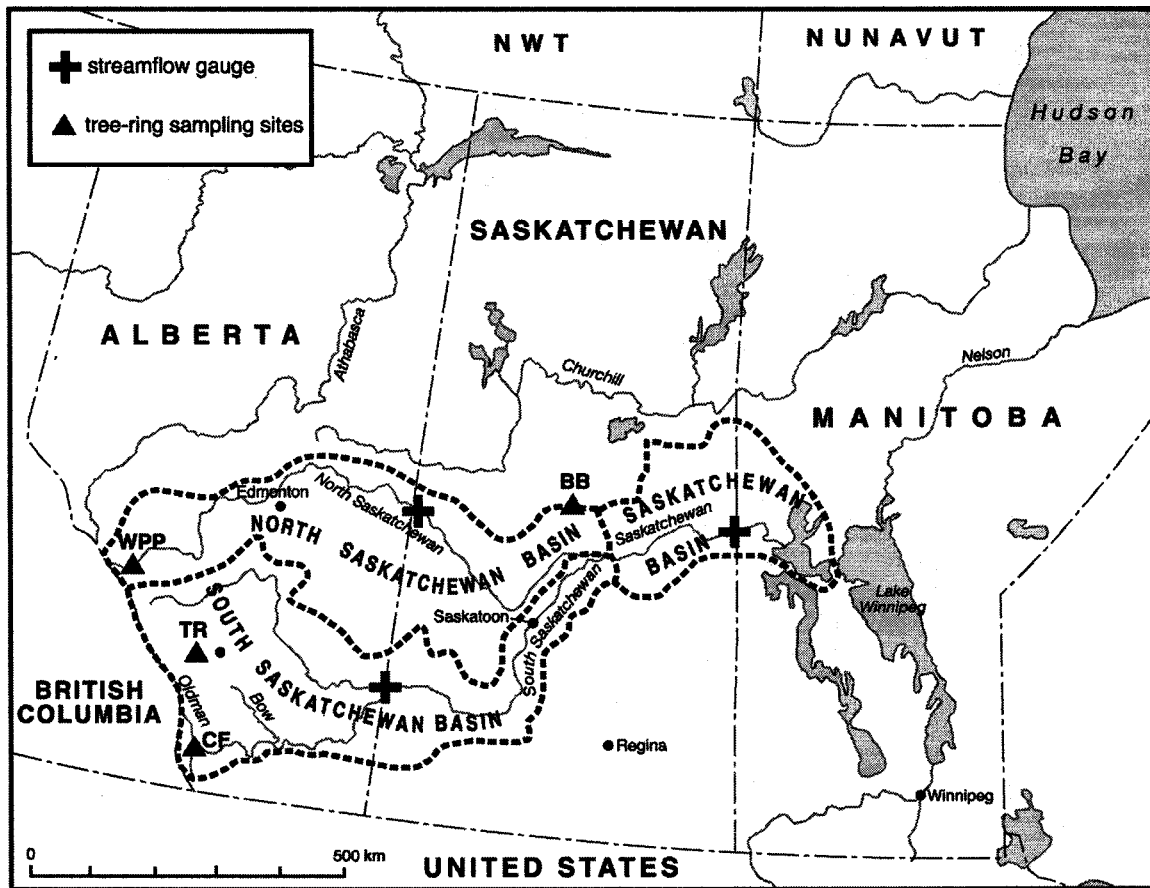 streamflow gauge
tree-ring sampling sites
NWT
NUNAVUT
Hudson
Bay
SASKATCHEWAN
ALBERTA
Athabasca
Churchill
Nelson
MANITOBA
Edmonton
North Saskatchewan
BB
SASKATCHEWAN
Saskatchewan
BASIN
NORTH SASKATCHEWAN BASIN
WPP
Saskatoon
South Saskatchewan
Lake
Winnipeg
TR
SOUTH SASKATCHEWAN BASIN
BRITISH
COLUMBIA
Oldman
Bow
CF
Regina
Winnipeg
0
500 km
UNITED STATES